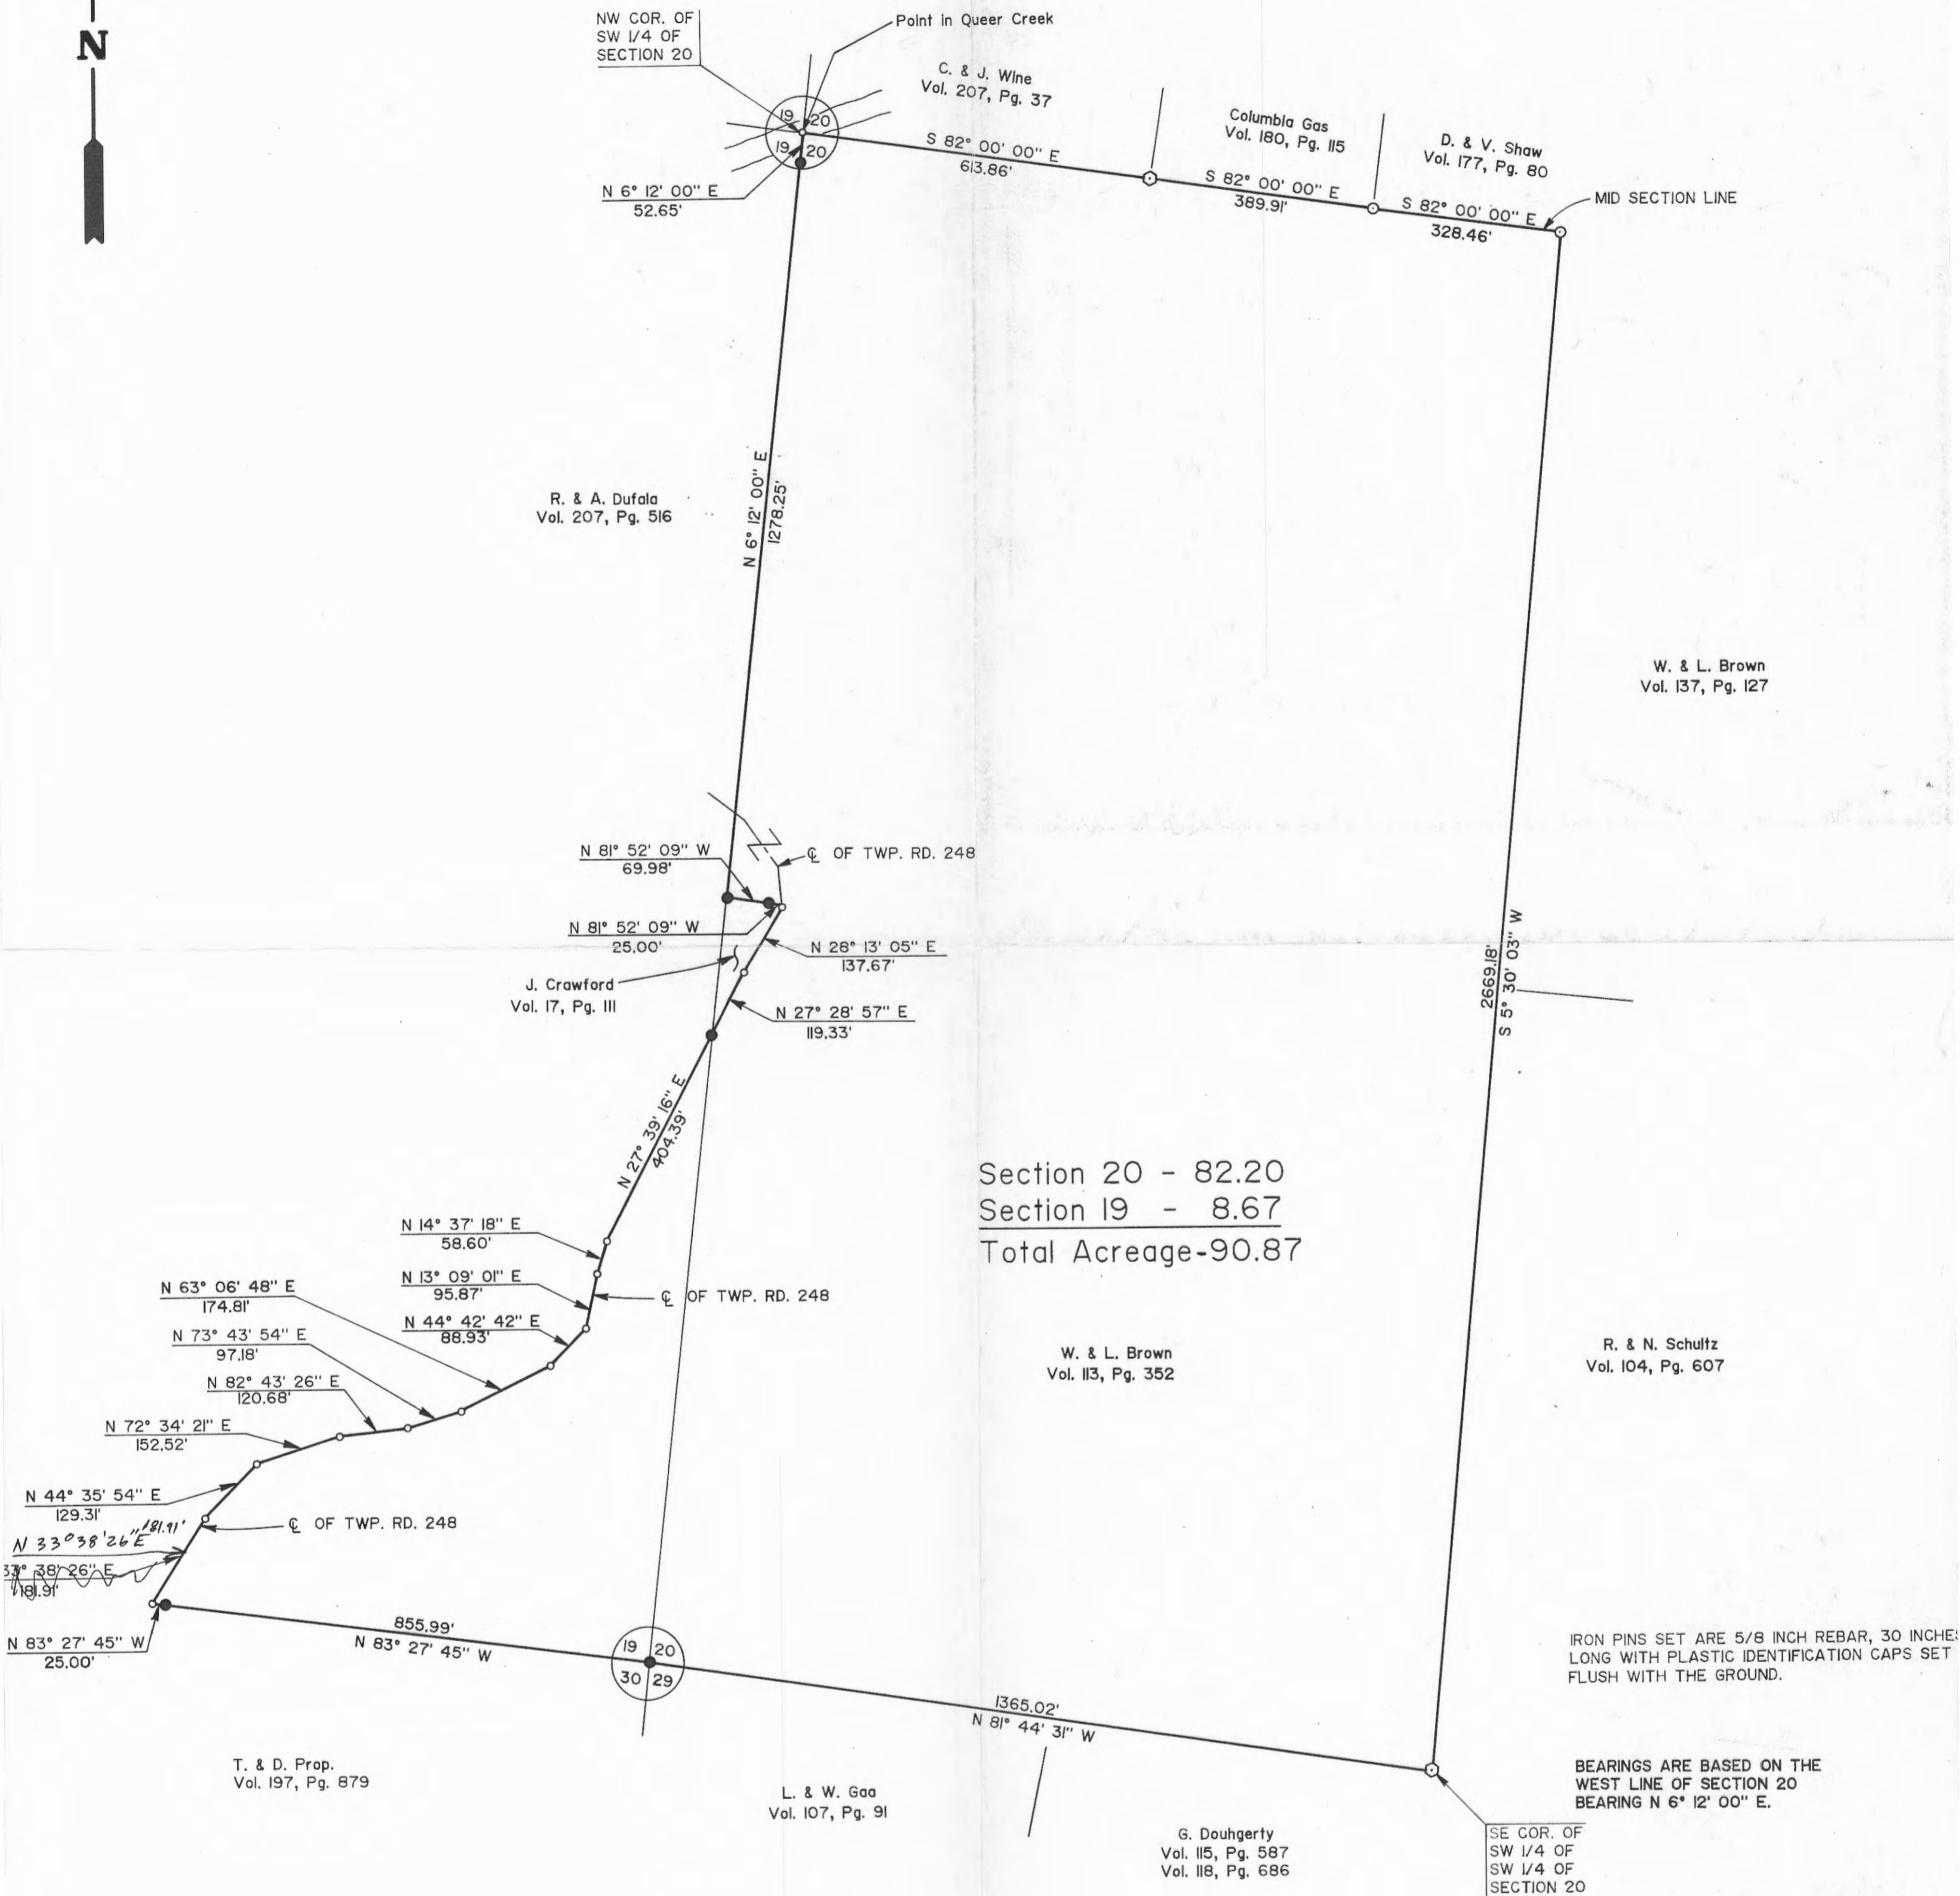 N
NW COR. OF
SW 1/4 OF
SECTION 20
Point in Queer Creek
C. & J. Wine
Vol. 207, Pg. 37
Columbia Gas
Vol. 180, Pg. 115
D. & V. Shaw
Vol. 177, Pg. 80
MID SECTION LINE
19 20
19 20
S 82° 00' 00" E
613.86'
S 82° 00' 00" E
389.91'
S 82° 00' 00" E
328.46'
N 6° 12' 00" E
52.65'
N 6° 12' 00" E
1278.25'
R. & A. Dufala
Vol. 207, Pg. 516
W. & L. Brown
Vol. 137, Pg. 127
N 81° 52' 09" W
69.98'
℄ OF TWP. RD. 248
N 81° 52' 09" W
25.00'
N 28° 13' 05" E
137.67'
J. Crawford
Vol. 17, Pg. 111
N 27° 28' 57" E
119.33'
2669.18'
S 5° 30' 03" W
N 27° 39' 16" E
404.39'
Section 20 - 82.20
Section 19 - 8.67
Total Acreage-90.87
N 14° 37' 18" E
58.60'
N 13° 09' 01" E
95.87'
℄ OF TWP. RD. 248
N 63° 06' 48" E
174.81'
N 44° 42' 42" E
88.93'
N 73° 43' 54" E
97.18'
N 82° 43' 26" E
120.68'
W. & L. Brown
Vol. 113, Pg. 352
R. & N. Schultz
Vol. 104, Pg. 607
N 72° 34' 21" E
152.52'
N 44° 35' 54" E
129.31'
℄ OF TWP. RD. 248
N 33° 38' 26" E 181.91'
33° 38' 26" E
181.91'
N 83° 27' 45" W
25.00'
855.99'
N 83° 27' 45" W
19 20
30 29
1365.02'
N 81° 44' 31" W
IRON PINS SET ARE 5/8 INCH REBAR, 30 INCHES
LONG WITH PLASTIC IDENTIFICATION CAPS SET
FLUSH WITH THE GROUND.
T. & D. Prop.
Vol. 197, Pg. 879
L. & W. Gaa
Vol. 107, Pg. 91
BEARINGS ARE BASED ON THE
WEST LINE OF SECTION 20
BEARING N 6° 12' 00" E.
G. Douhgerty
Vol. 115, Pg. 587
Vol. 118, Pg. 686
SE COR. OF
SW 1/4 OF
SW 1/4 OF
SECTION 20